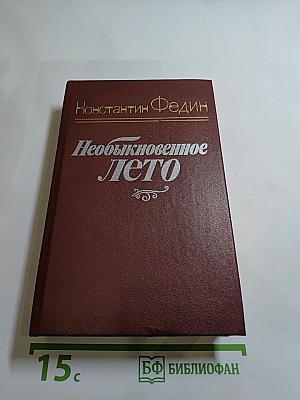 Константин Федин
Необыкновенное
лето
15с
БФ БИБЛИОФАН